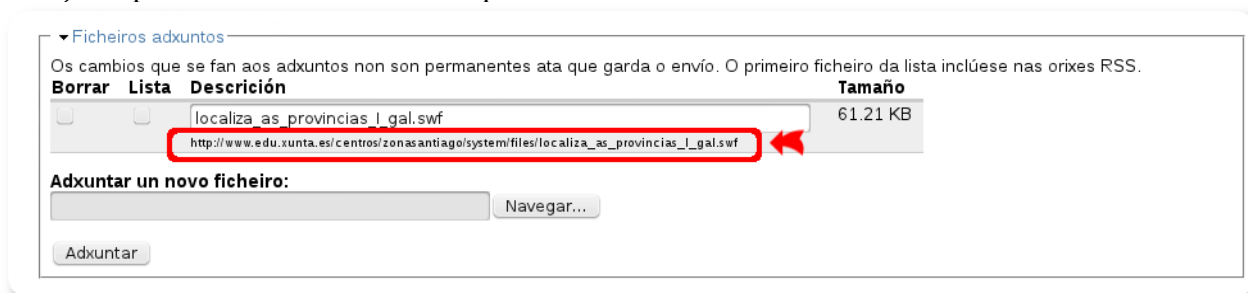 Ficheiros adxuntos
Os cambios que se fan aos adxuntos non son permanentes ata que garda o envío. O primeiro ficheiro da lista inclúese nas orixes RSS.
Borrar Lista Descrición Tamaño
localiza_as_provincias_l_gal.swf 61.21 KB
http://www.edu.xunta.es/centros/zonasantiago/system/files/localiza_as_provincias_l_gal.swf
Adxuntar un novo ficheiro:
Navegar...
Adxuntar